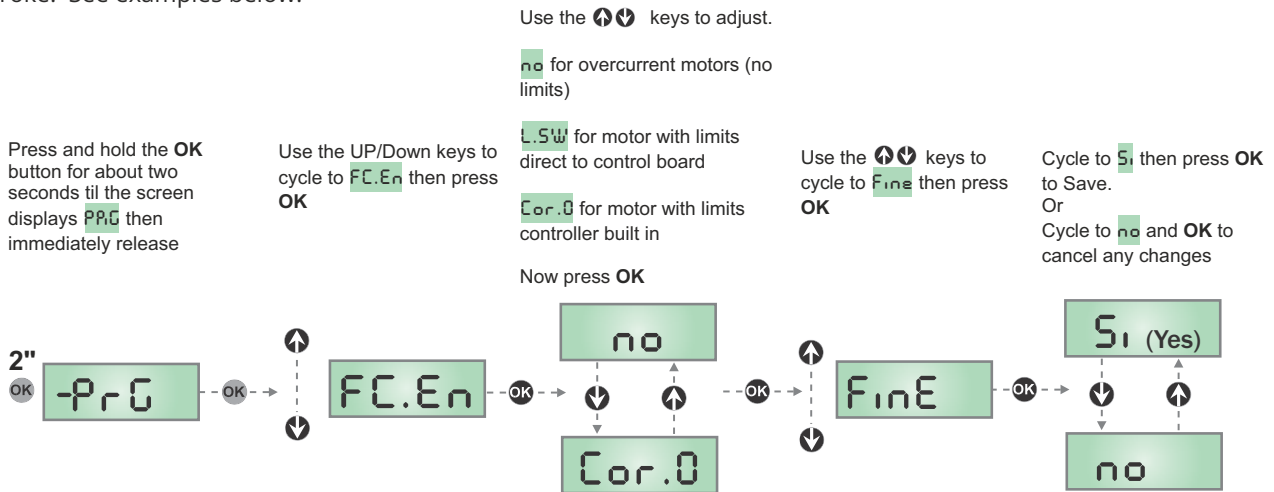 See examples below.
Press and hold the OK
button for about two
seconds til the screen
displays PRG then
immediately release
Use the UP/Down keys to
cycle to FC.En then press
OK
Use the keys to adjust.
no for overcurrent motors (no
limits)
L.SW for motor with limits
direct to control board
Cor.0 for motor with limits
controller built in
Now press OK
Use the keys to
cycle to Fine then press
OK
Cycle to Si then press OK
to Save.
Or
Cycle to no and OK to
cancel any changes
2"
OK
-PrG
OK
FC.En
OK
no
Cor.0
OK
FinE
OK
Si (Yes)
no